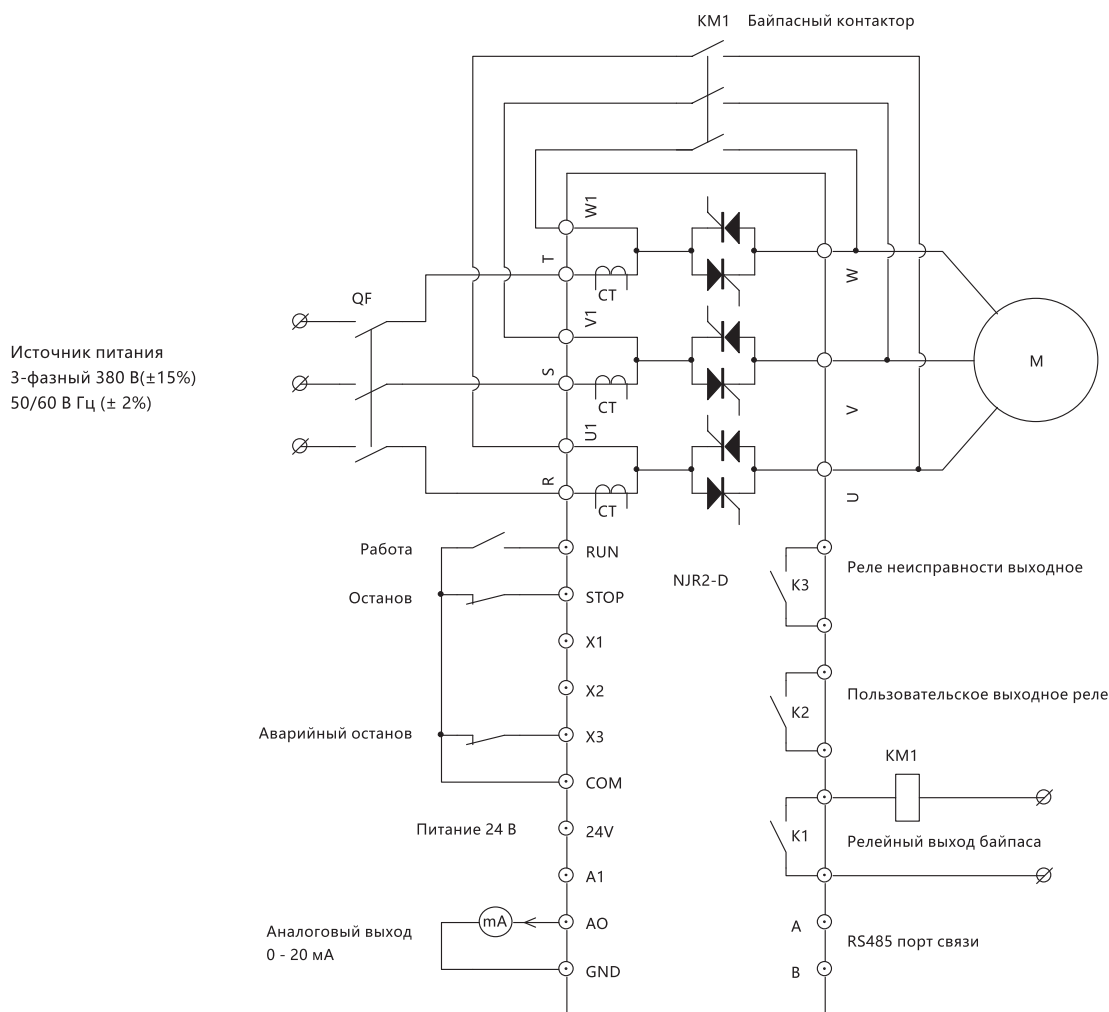 KM1 Байпасный контактор
W1
T
CT
W
QF
V1
Источник питания
3-фазный 380 В(±15%)
50/60 В Гц (± 2%)
S
CT
V
M
U1
R
CT
U
Работа
RUN
NJR2-D
K3
Реле неисправности выходное
Останов
STOP
X1
X2
K2
Пользовательское выходное реле
Аварийный останов
X3
COM
KM1
Питание 24 В
24V
K1
Релейный выход байпаса
A1
Аналоговый выход
0 - 20 мА
mA
AO
GND
A
B
RS485 порт связи